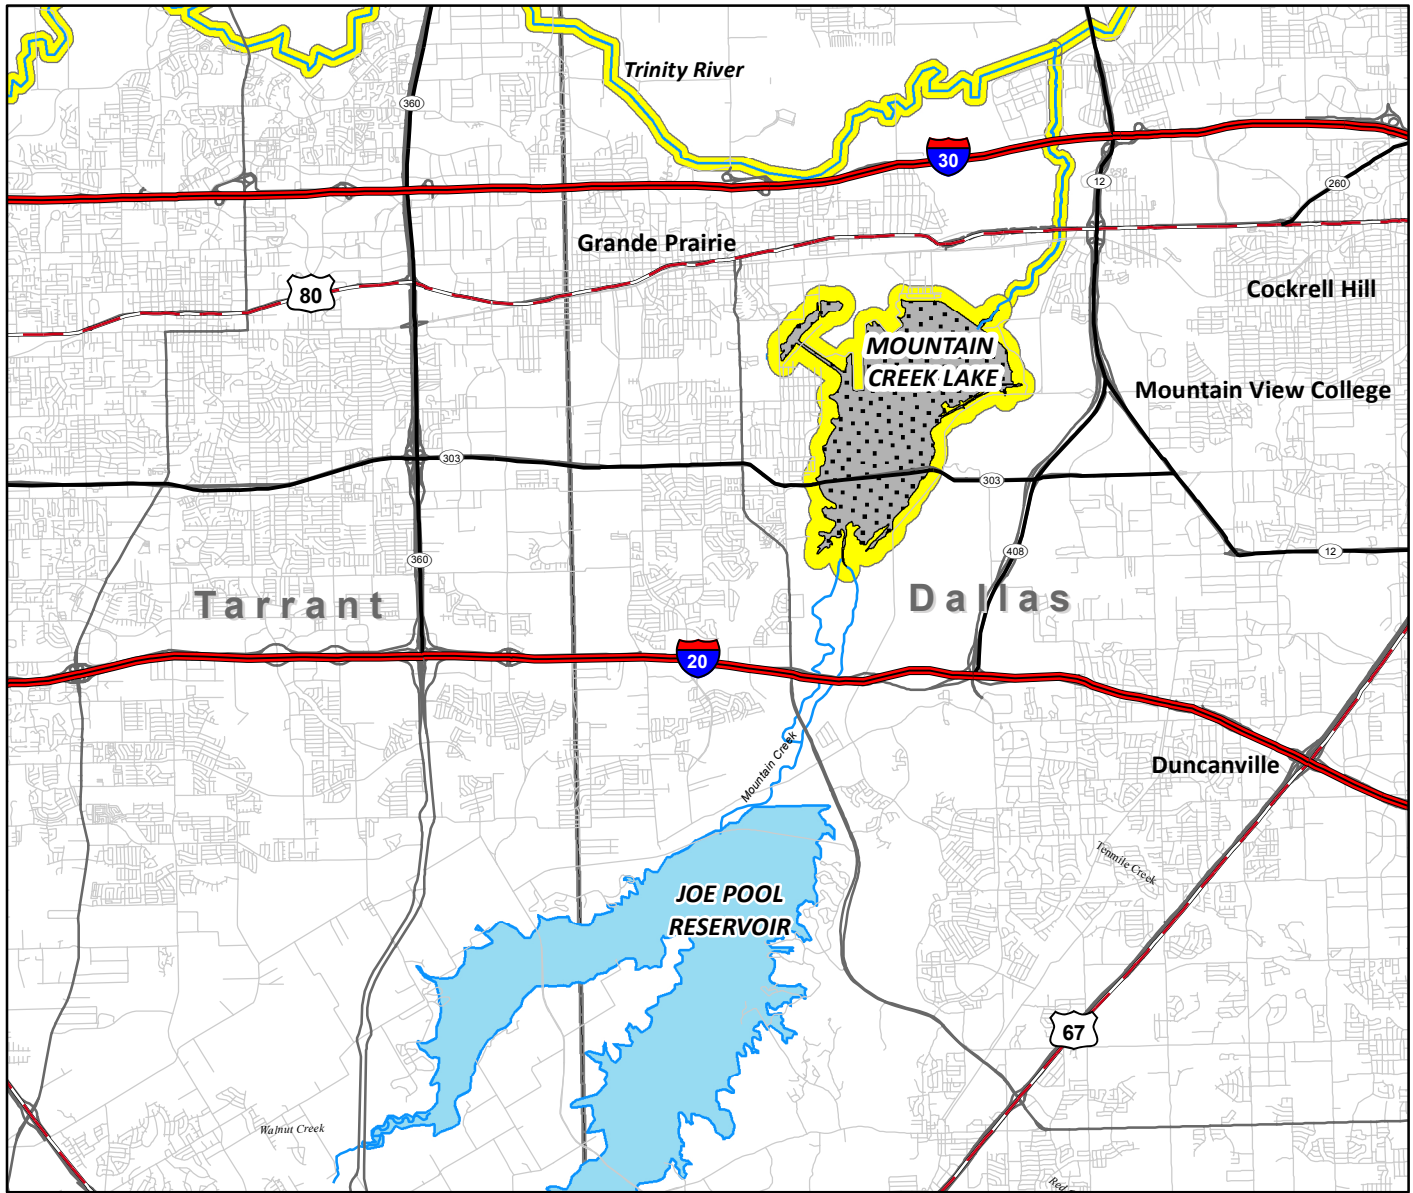 Trinity River
360
30
12
260
Grande Prairie
80
Cockrell Hill
MOUNTAIN
CREEK LAKE
Mountain View College
303
303
408
12
360
Tarrant
Dallas
20
Mountain Creek
Duncanville
Tenmile Creek
JOE POOL
RESERVOIR
67
Walnut Creek
Red